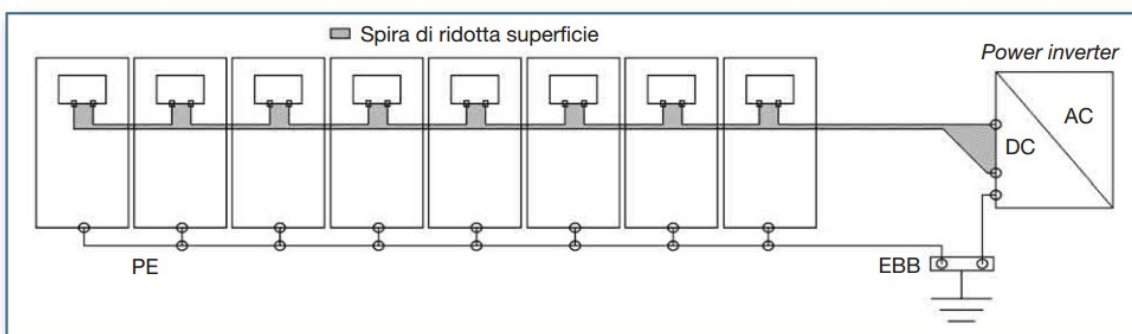 Spira di ridotta superficie
Power inverter
AC
DC
PE
EBB